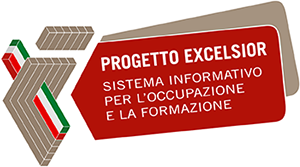 PROGETTO EXCELSIOR
SISTEMA INFORMATIVO
PER L'OCCUPAZIONE
E LA FORMAZIONE